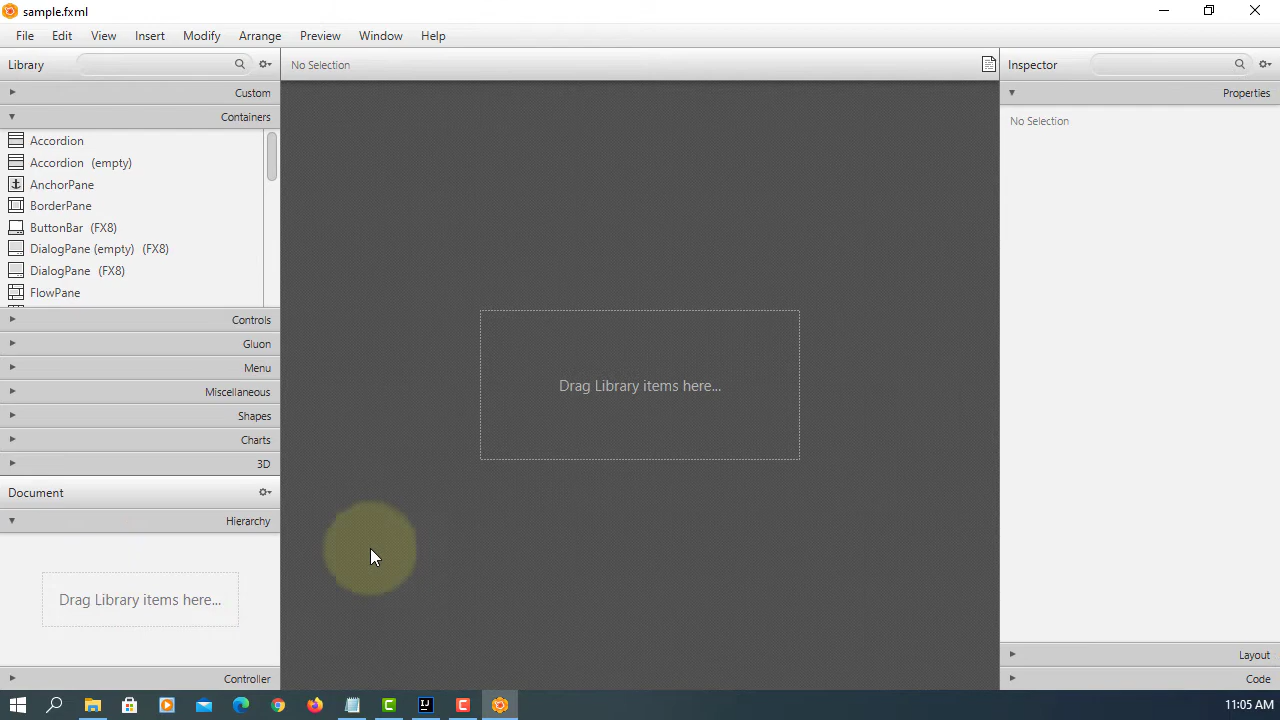 sample.fxml
File Edit View Insert Modify Arrange Preview Window Help
Library
No Selection
Inspector
Custom
Properties
Containers
No Selection
Accordion
Accordion (empty)
AnchorPane
BorderPane
ButtonBar (FX8)
DialogPane (empty) (FX8)
DialogPane (FX8)
FlowPane
Controls
Gluon
Menu
Miscellaneous
Shapes
Charts
3D
Drag Library items here...
Document
Hierarchy
Drag Library items here...
Controller
Layout
Code
11:05 AM